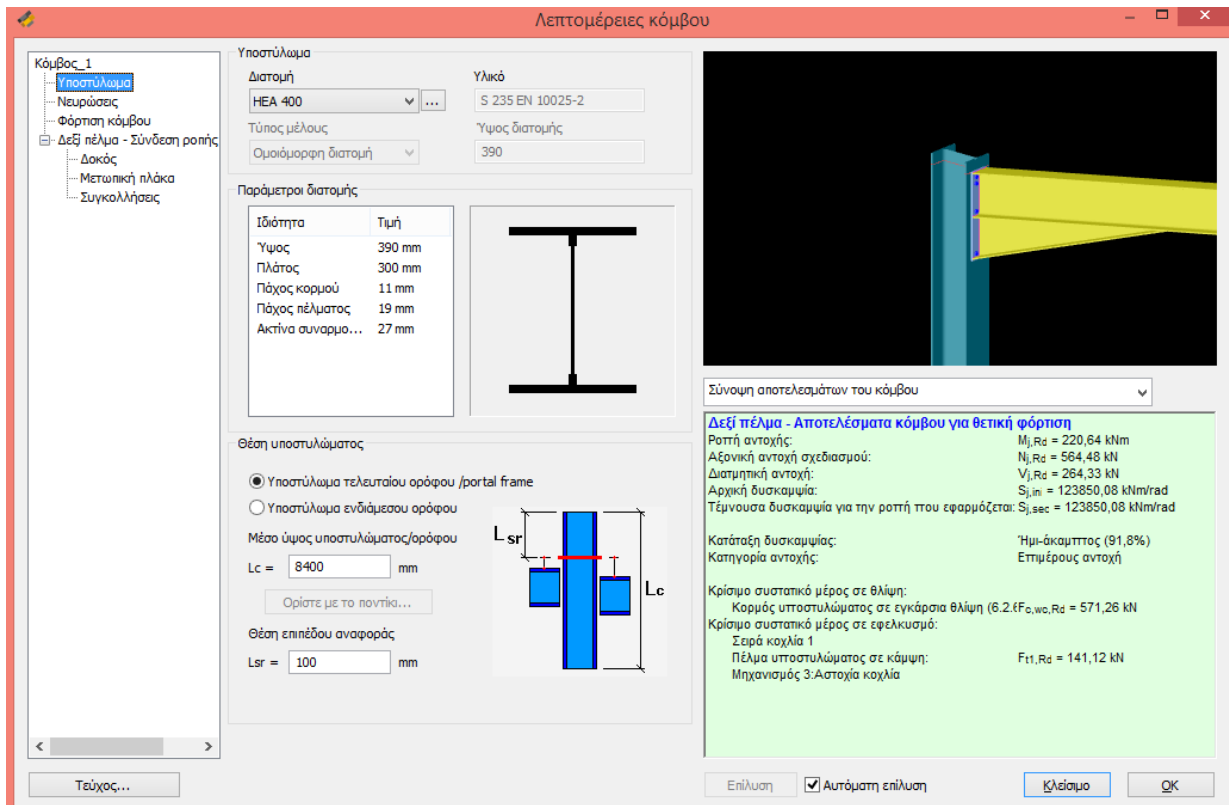 Λεπτομέρειες κόμβου
Κόμβος_1
Υποστύλωμα
Νευρώσεις
Φόρτιση κόμβου
Δεξί πέλμα - Σύνδεση ροπής
Δοκός
Μετωπική πλάκα
Συγκολλήσεις
Τεύχος...
Υποστύλωμα
Διατομή Υλικό
HEA 400 ... S 235 EN 10025-2
Τύπος μέλους Ύψος διατομής
Ομοιόμορφη διατομή 390
Παράμετροι διατομής
Ιδιότητα Τιμή
Ύψος 390 mm
Πλάτος 300 mm
Πάχος κορμού 11 mm
Πάχος πέλματος 19 mm
Ακτίνα συναρμο... 27 mm
Θέση υποστυλώματος
Υποστύλωμα τελευταίου ορόφου /portal frame
Υποστύλωμα ενδιάμεσου ορόφου
Μέσο ύψος υποστυλώματος/ορόφου
Lc = 8400 mm
Ορίστε με το ποντίκι...
Θέση επιπέδου αναφοράς
Lsr = 100 mm
Lsr
Lc
Σύνοψη αποτελεσμάτων του κόμβου
Δεξί πέλμα - Αποτελέσματα κόμβου για θετική φόρτιση
Ροπή αντοχής: Mj,Rd = 220,64 kNm
Αξονική αντοχή σχεδιασμού: Nj,Rd = 564,48 kN
Διατμητική αντοχή: Vj,Rd = 264,33 kN
Αρχική δυσκαμψία: Sj,ini = 123850,08 kNm/rad
Τέμνουσα δυσκαμψία για την ροπή που εφαρμόζεται: Sj,sec = 123850,08 kNm/rad
Κατάταξη δυσκαμψίας: Ήμι-άκαμπτος (91,8%)
Κατηγορία αντοχής: Επιμέρους αντοχή
Κρίσιμο συστατικό μέρος σε θλίψη:
Κορμός υποστυλώματος σε εγκάρσια θλίψη (6.2.6 Fc,wc,Rd = 571,26 kN
Κρίσιμο συστατικό μέρος σε εφελκυσμό:
Σειρά κοχλία 1
Πέλμα υποστυλώματος σε κάμψη: Ft1,Rd = 141,12 kN
Μηχανισμός 3:Αστοχία κοχλία
Επίλυση Αυτόματη επίλυση Κλείσιμο OK